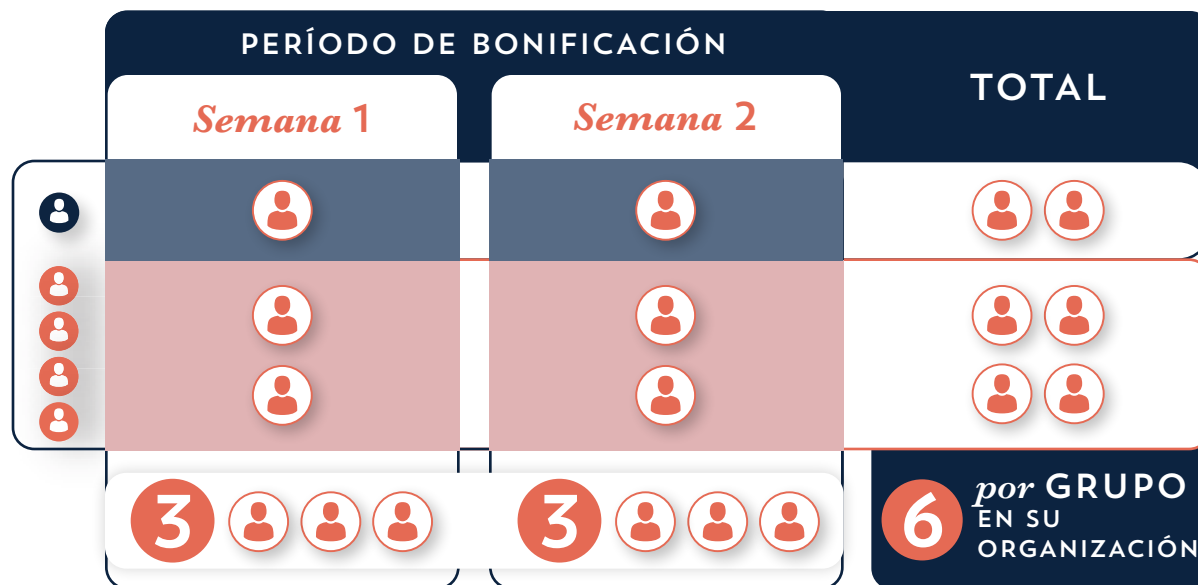 PERÍODO DE BONIFICACIÓN
TOTAL
Semana 1
Semana 2
3
3
6
por GRUPO
EN SU
ORGANIZACIÓN